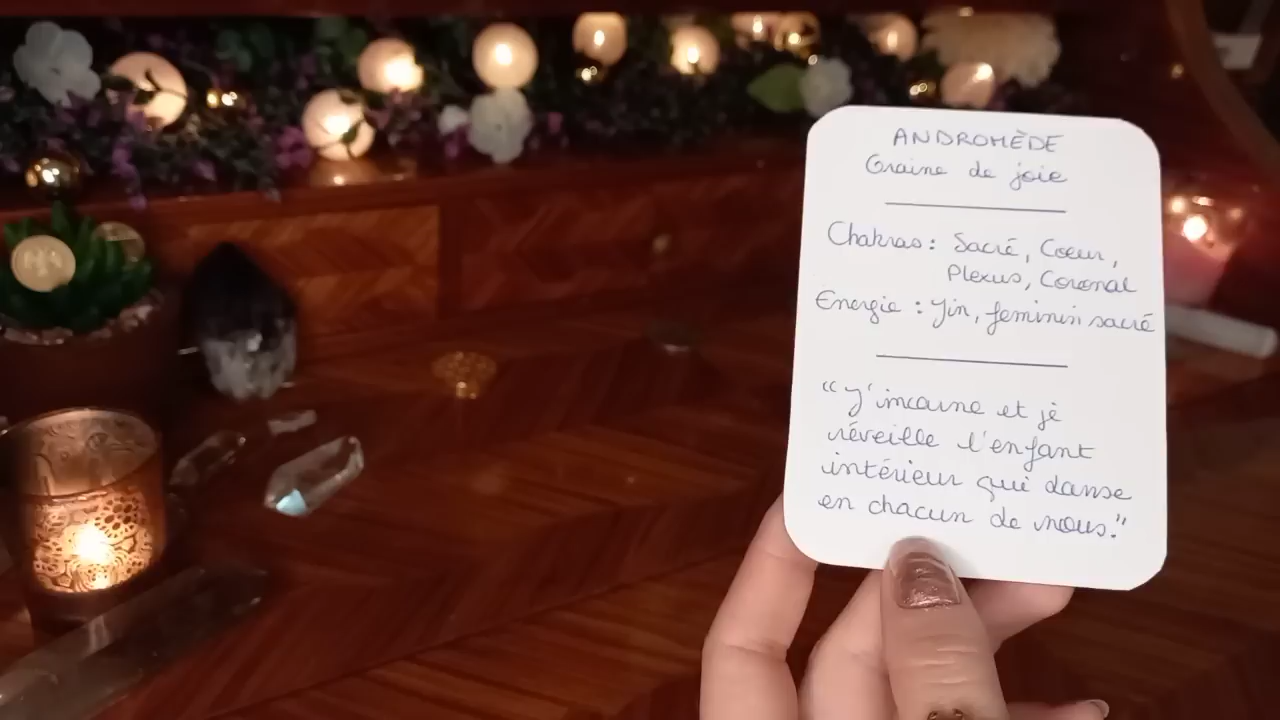 ANDROMÈDE
Graine de joie
Chakras : Sacré, Coeur,
Plexus, Coronal
Energie : Yin, féminin sacré
"J'incarne et je
réveille l'enfant
intérieur qui danse
en chacun de nous."